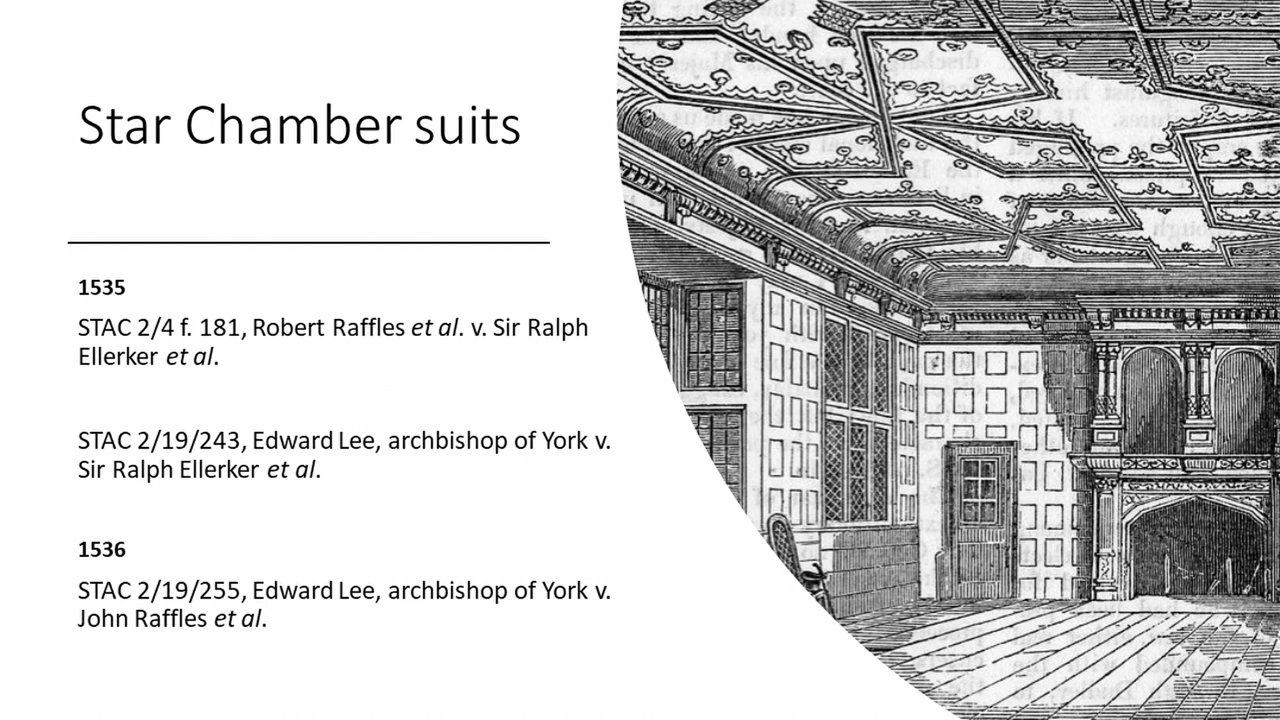 Star Chamber suits
1535
STAC 2/4 f. 181, Robert Raffles et al. v. Sir Ralph
Ellerker et al.
STAC 2/19/243, Edward Lee, archbishop of York v.
Sir Ralph Ellerker et al.
1536
STAC 2/19/255, Edward Lee, archbishop of York v.
John Raffles et al.